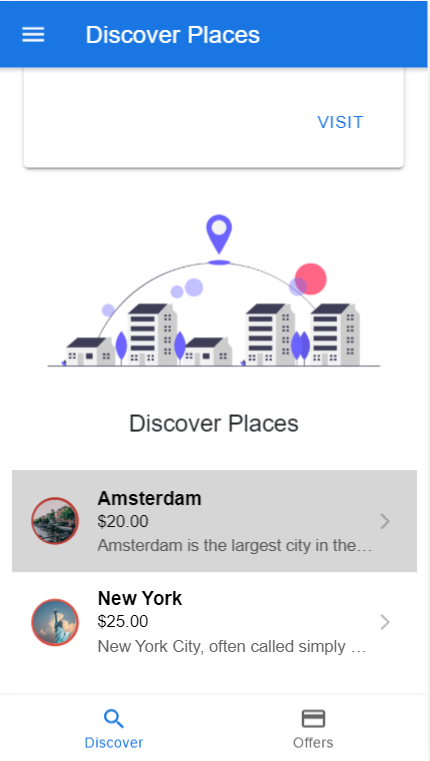 Discover Places
VISIT
Discover Places
Amsterdam
$20.00
Amsterdam is the largest city in the…
New York
$25.00
New York City, often called simply …
Discover
Offers